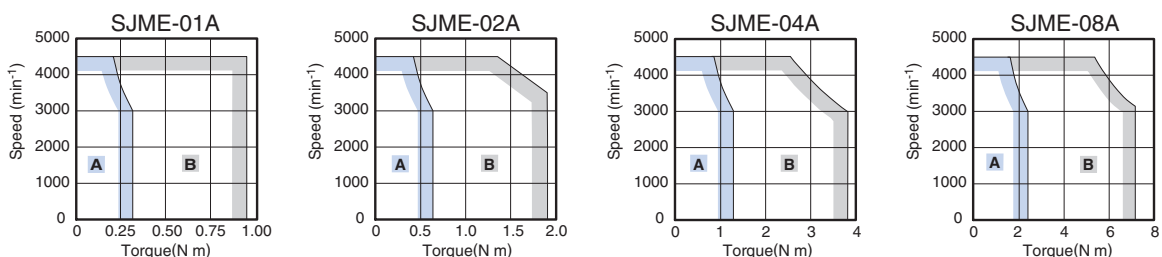 SJME-01A
5000
4000
3000
2000
1000
0
Speed (min-1)
A
B
0 0.25 0.50 0.75 1.00
Torque(N m)
SJME-02A
5000
4000
3000
2000
1000
0
Speed (min-1)
A
B
0 0.5 1.0 1.5 2.0
Torque(N m)
SJME-04A
5000
4000
3000
2000
1000
0
Speed (min-1)
A
B
0 1 2 3 4
Torque(N m)
SJME-08A
5000
4000
3000
2000
1000
0
Speed (min-1)
A
B
0 2 4 6 8
Torque(N m)